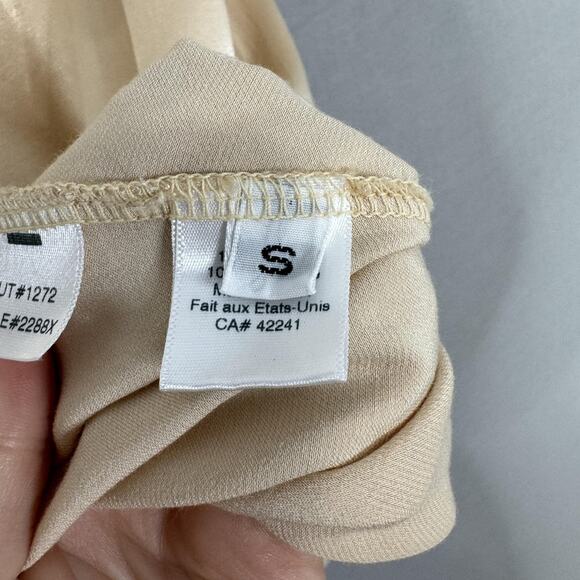 S
Fait aux Etats-Unis
CA# 42241
UT#1272
E#2288X